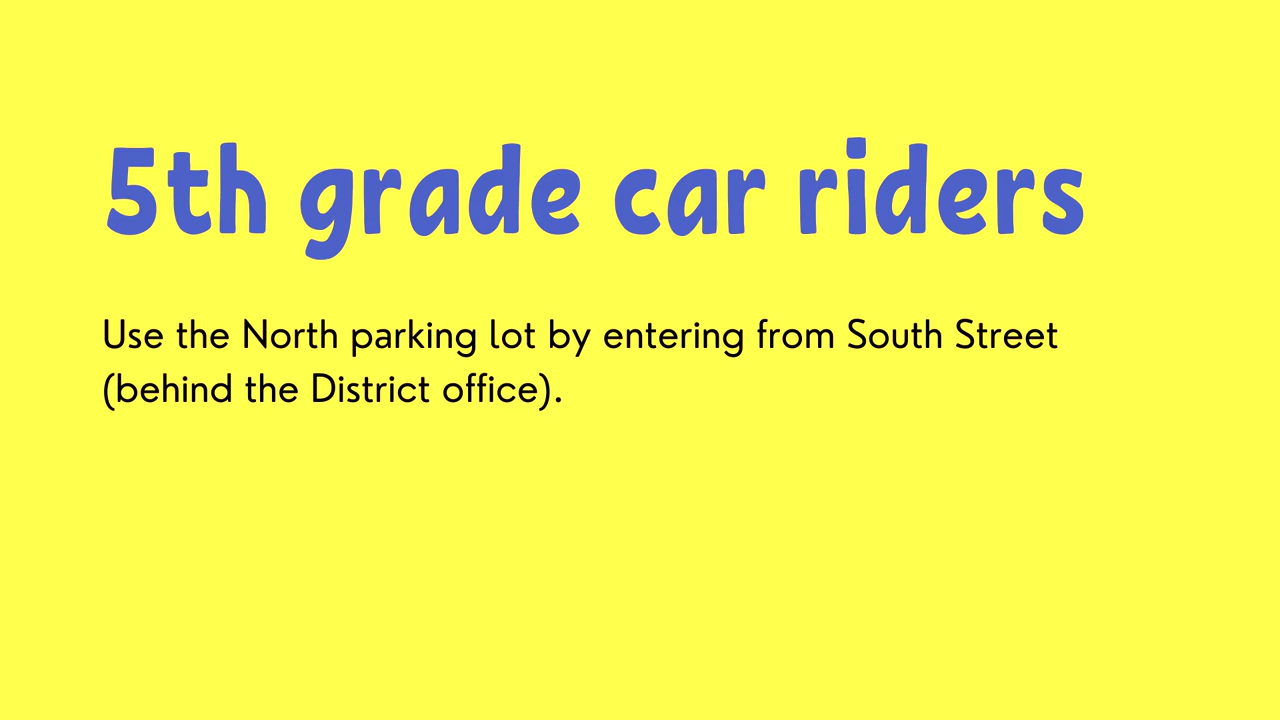 5th grade car riders
Use the North parking lot by entering from South Street
(behind the District office).